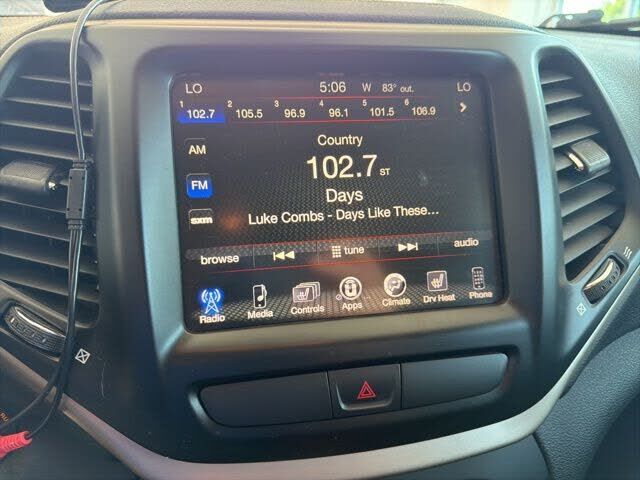 LO 5:06 W 83° out. LO
1 102.7 2 105.5 3 96.9 4 96.1 5 101.5 6 106.9
AM
Country
FM
102.7 ST
Days
sxm
Luke Combs - Days Like These...
browse tune audio
Radio Media Controls Apps Climate Drv Heat Phone